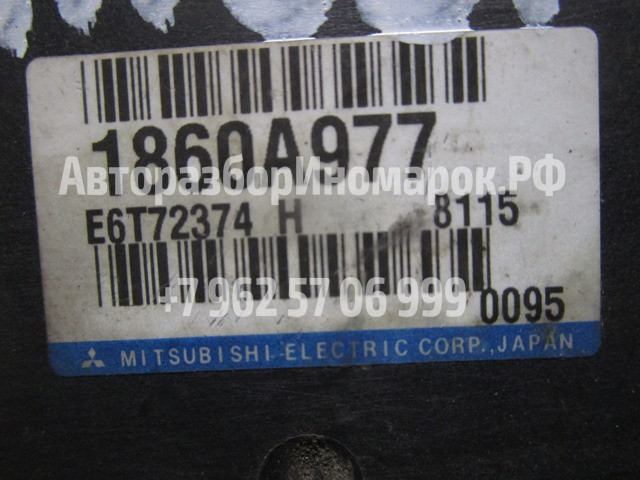 1860A977
АвторазборИномарок.РФ
E6T72374 H 8115
+7 962 57 06 999
0095
MITSUBISHI ELECTRIC CORP., JAPAN